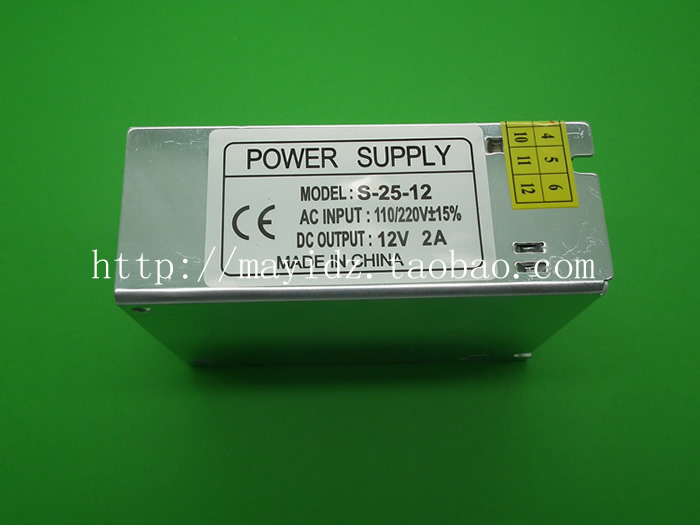 POWER SUPPLY
MODEL: S-25-12
AC INPUT : 110/220V±15%
DC OUTPUT : 12V 2A
MADE IN CHINA
CE
4 5 6
10 11 12
http://mayidz.taobao.com/